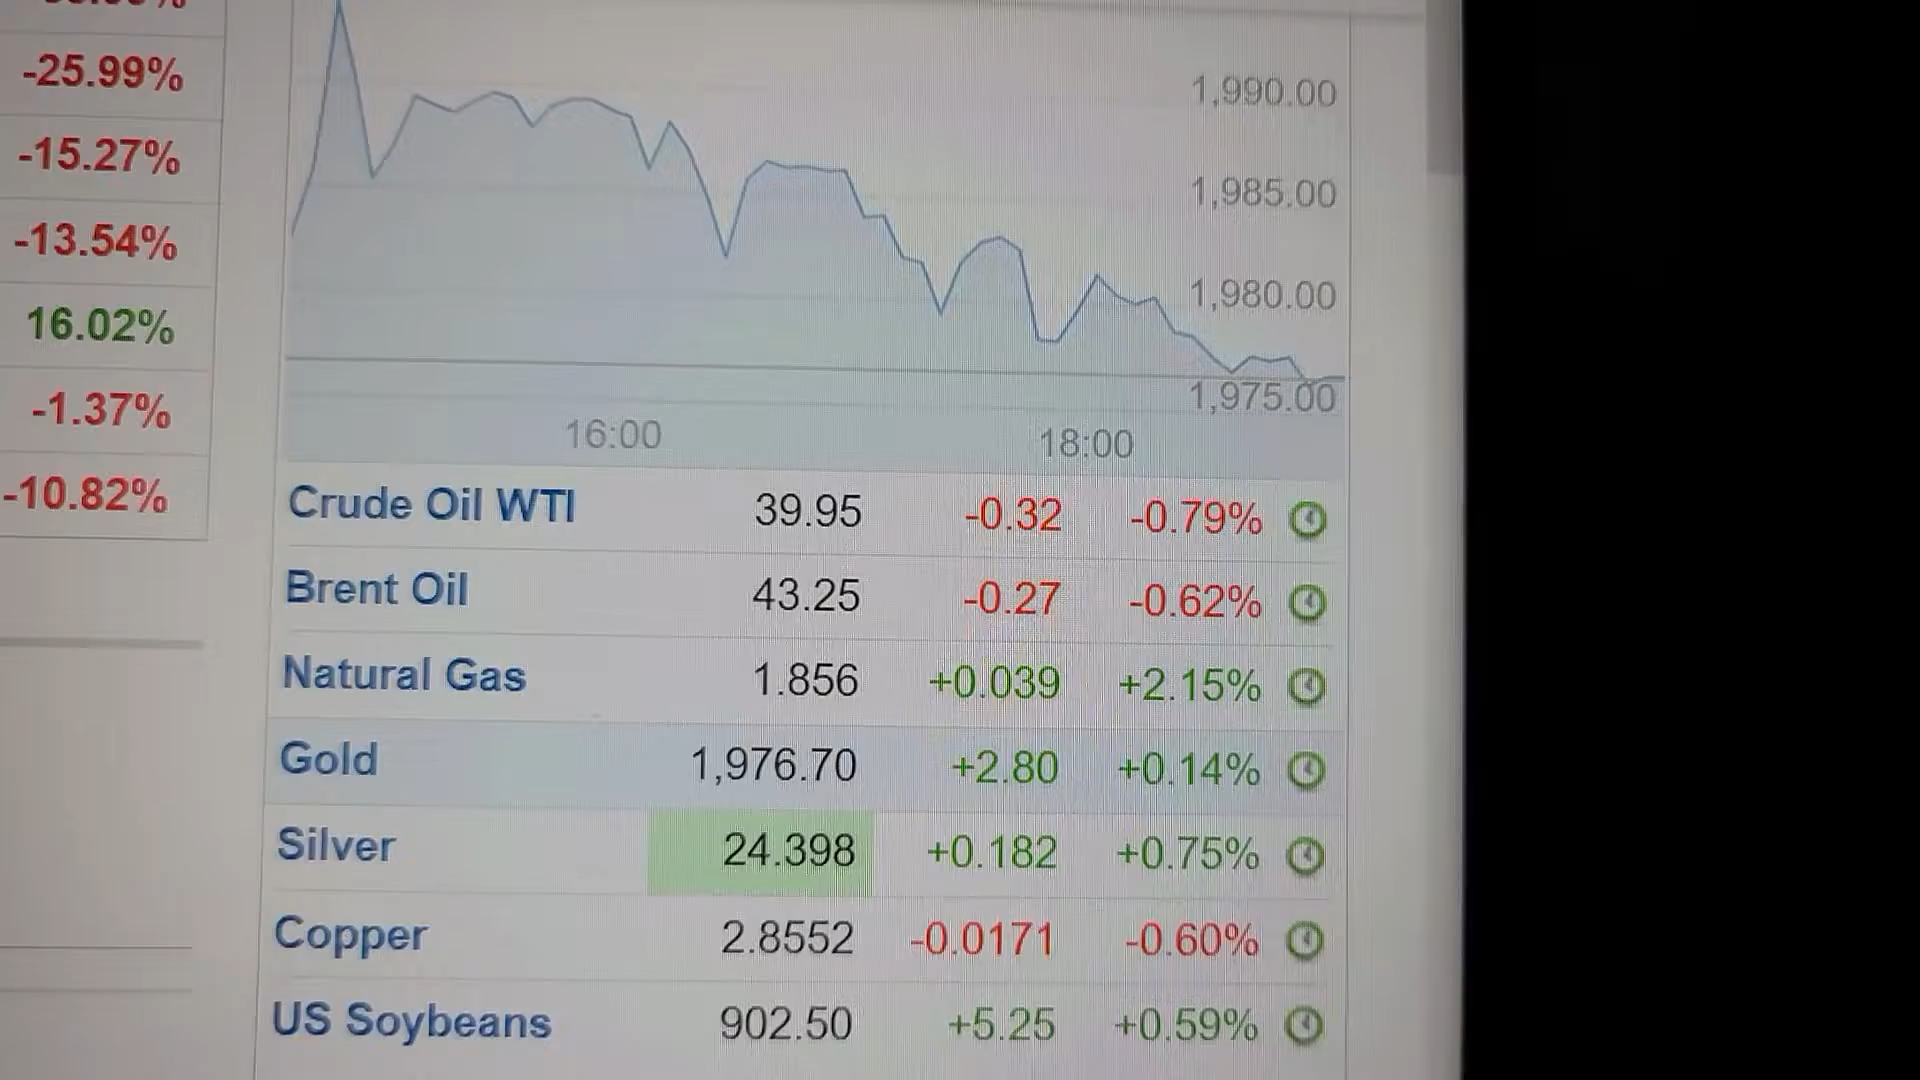 -25.99%
-15.27%
-13.54%
16.02%
-1.37%
-10.82%
1,990.00
1,985.00
1,980.00
1,975.00
16:00 18:00
Crude Oil WTI 39.95 -0.32 -0.79%
Brent Oil 43.25 -0.27 -0.62%
Natural Gas 1.856 +0.039 +2.15%
Gold 1,976.70 +2.80 +0.14%
Silver 24.398 +0.182 +0.75%
Copper 2.8552 -0.0171 -0.60%
US Soybeans 902.50 +5.25 +0.59%